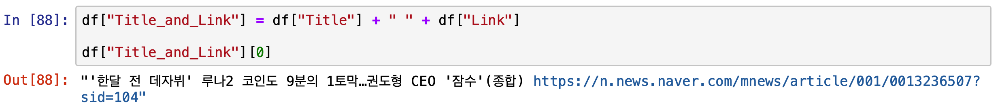 In [88]: df["Title_and_Link"] = df["Title"] + " " + df["Link"]
df["Title_and_Link"][0]
Out[88]: "'한달 전 데자뷔' 루나2 코인도 9분의 1토막…권도형 CEO '잠수'(종합) https://n.news.naver.com/mnews/article/001/0013236507?
sid=104"